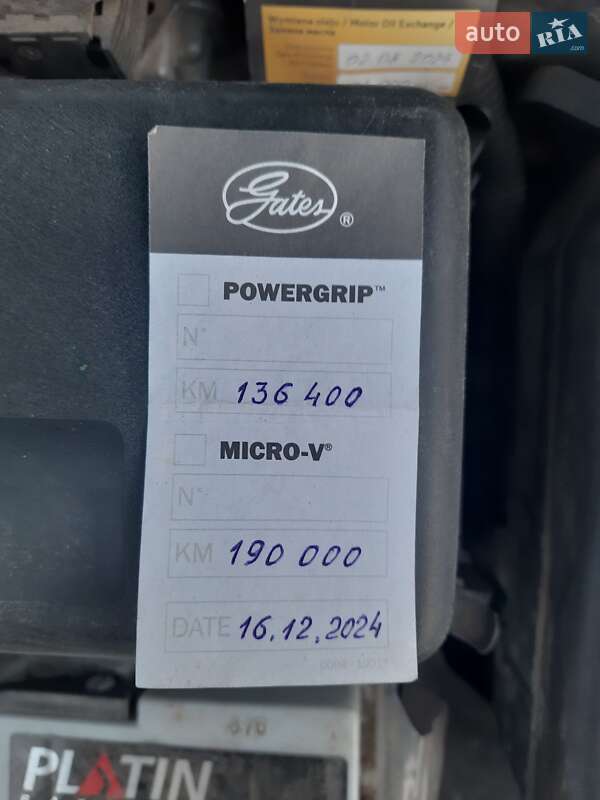 Wymiana oleju / Motor Oil Exchange /
auto RIA.com
Gates®
POWERGRIP™
N°
KM 136 400
MICRO-V®
N°
KM 190 000
DATE 16.12.2024
PLATIN